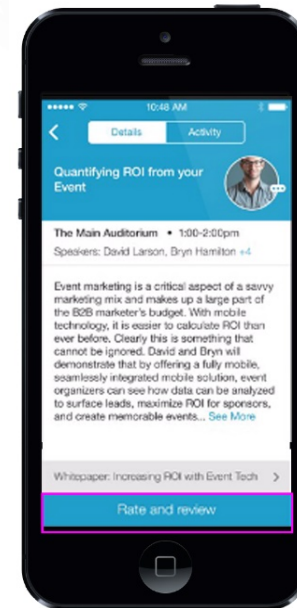 10:48 AM
Details Activity
Quantifying ROI from your
Event
The Main Auditorium • 1:00-2:00pm
Speakers: David Larson, Bryn Hamilton +4
Event marketing is a critical aspect of a savvy
marketing mix and makes up a large part of
the B2B marketer's budget. With mobile
technology, it is easier to calculate ROI than
ever before. Clearly this is something that
cannot be ignored. David and Bryn will
demonstrate that by offering a fully mobile,
seamlessly integrated mobile solution, event
organizers can see how data can be analyzed
to surface leads, maximize ROI for sponsors,
and create memorable events... See More
Whitepaper: Increasing ROI with Event Tech >
Rate and review